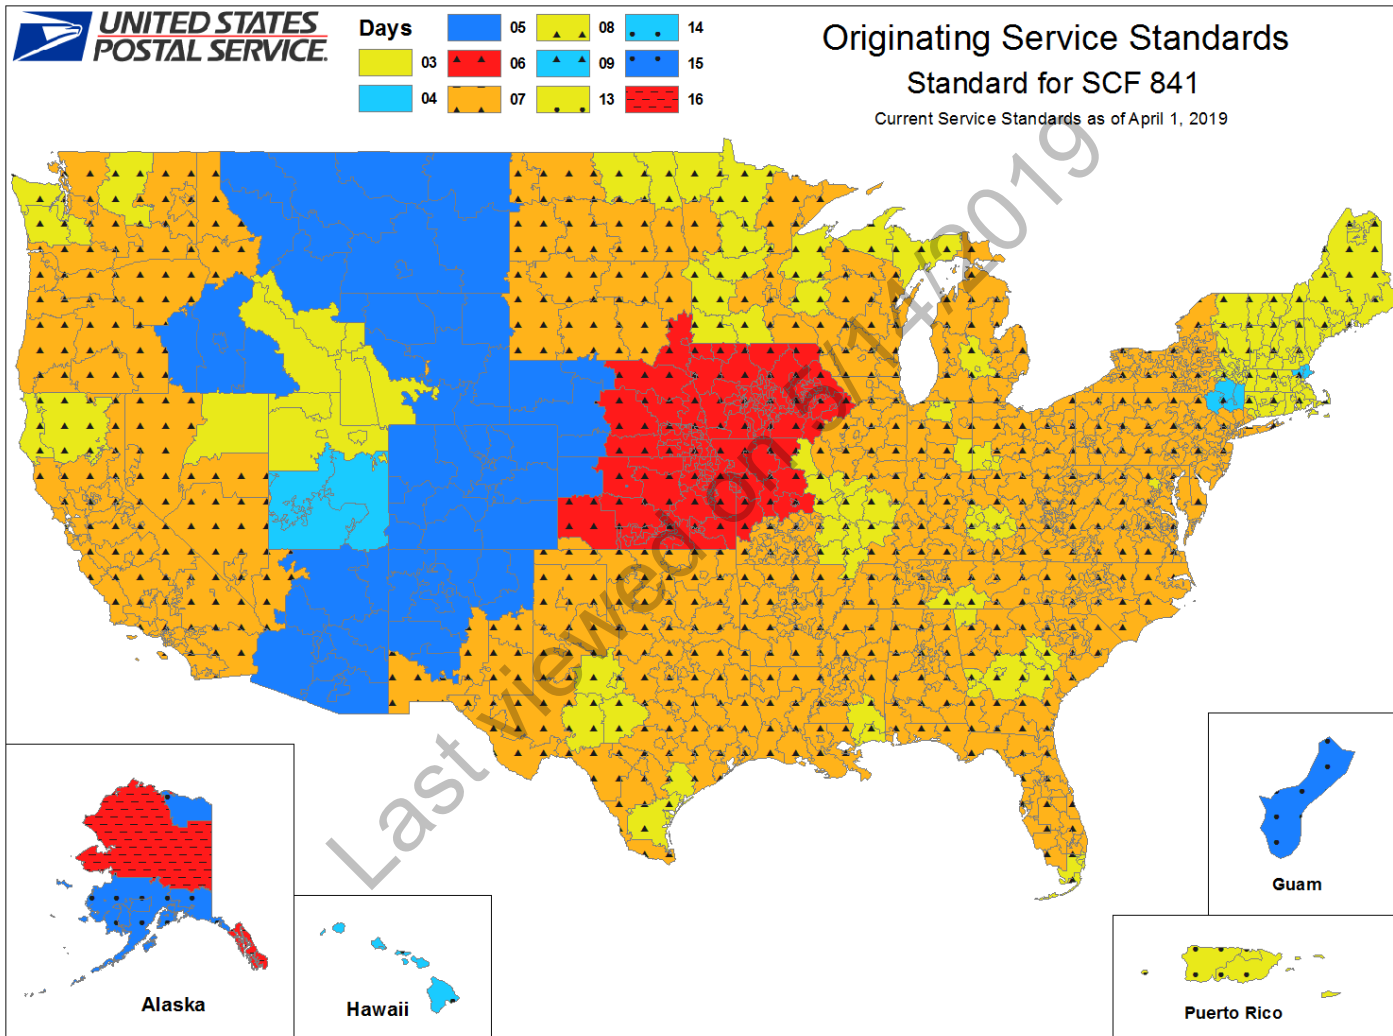 UNITED STATES
POSTAL SERVICE.
Days
03
04
05
06
07
08
09
13
14
15
16
Originating Service Standards
Standard for SCF 841
Current Service Standards as of April 1, 2019
Last viewed on 5/14/2019
Alaska
Hawaii
Guam
Puerto Rico